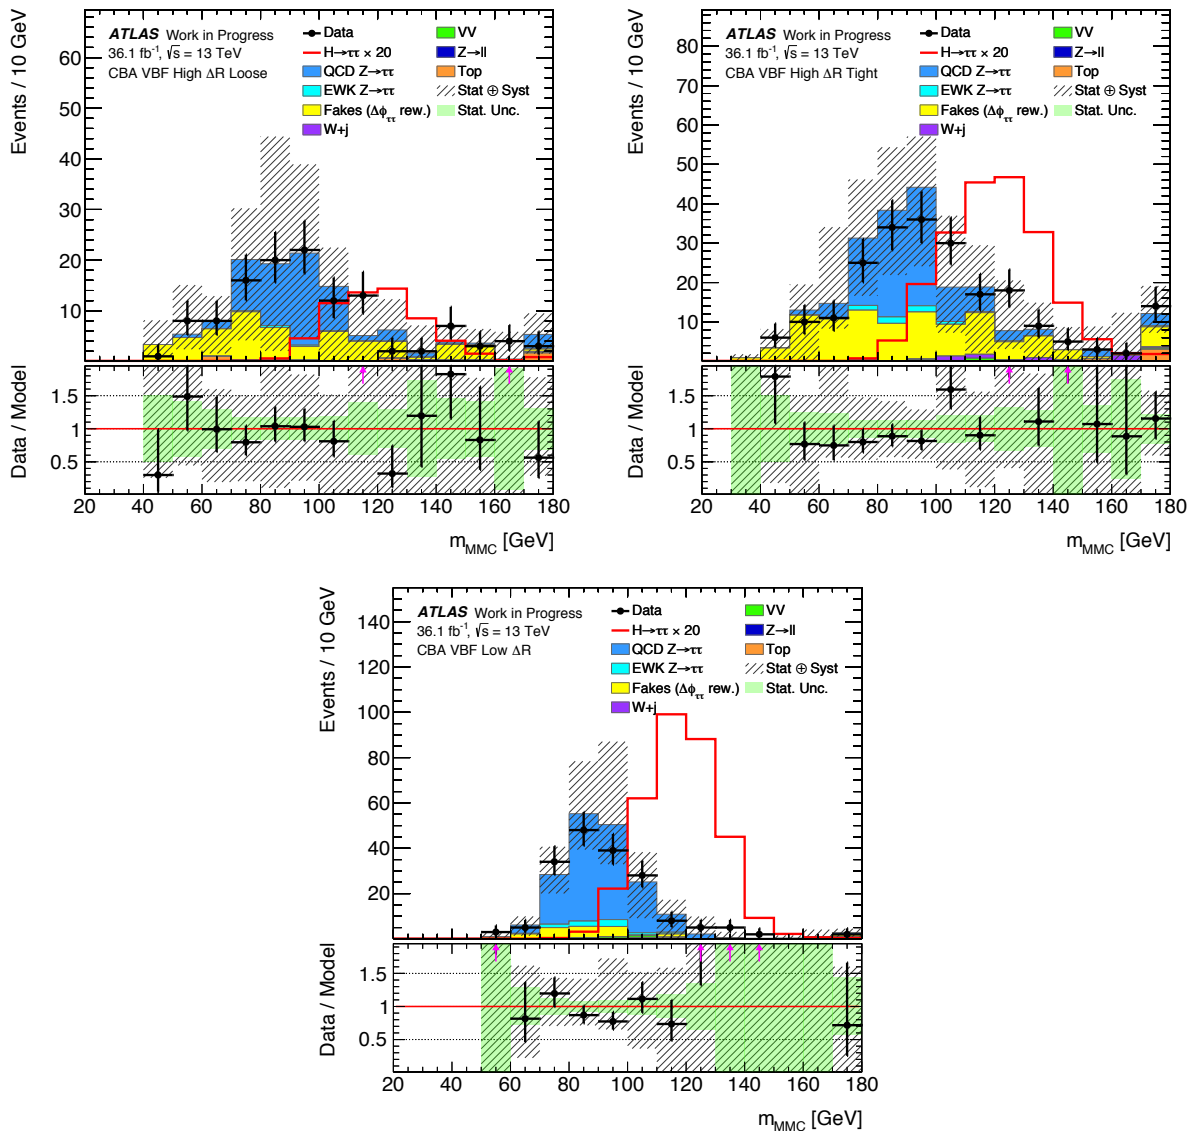 ATLAS Work in Progress
36.1 fb⁻¹, √s = 13 TeV
CBA VBF High ΔR Loose
Data
H→ττ × 20
QCD Z→ττ
EWK Z→ττ
Fakes (Δϕττ rew.)
W+j
VV
Z→ll
Top
Stat ⊕ Syst
Stat. Unc.
Events / 10 GeV
60
50
40
30
20
10
Data / Model
1.5
1
0.5
20 40 60 80 100 120 140 160 180
m_MMC [GeV]
ATLAS Work in Progress
36.1 fb⁻¹, √s = 13 TeV
CBA VBF High ΔR Tight
Data
H→ττ × 20
QCD Z→ττ
EWK Z→ττ
Fakes (Δϕττ rew.)
W+j
VV
Z→ll
Top
Stat ⊕ Syst
Stat. Unc.
Events / 10 GeV
80
70
60
50
40
30
20
10
Data / Model
1.5
1
0.5
20 40 60 80 100 120 140 160 180
m_MMC [GeV]
ATLAS Work in Progress
36.1 fb⁻¹, √s = 13 TeV
CBA VBF Low ΔR
Data
H→ττ × 20
QCD Z→ττ
EWK Z→ττ
Fakes (Δϕττ rew.)
W+j
VV
Z→ll
Top
Stat ⊕ Syst
Stat. Unc.
Events / 10 GeV
140
120
100
80
60
40
20
Data / Model
1.5
1
0.5
20 40 60 80 100 120 140 160 180
m_MMC [GeV]